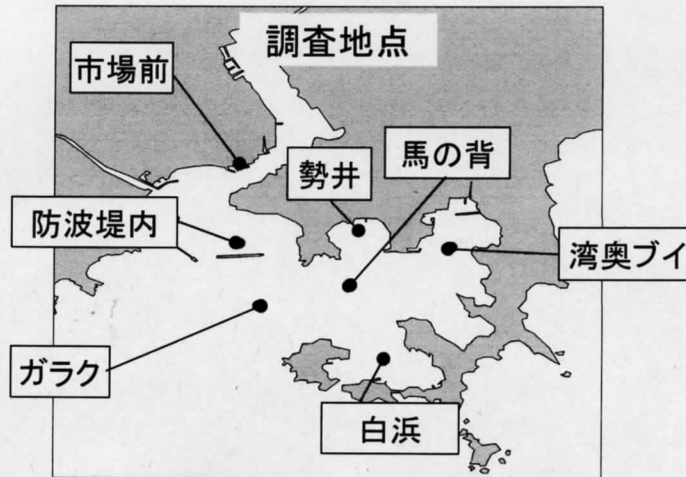 調査地点
市場前
馬の背
勢井
防波堤内
湾奥ブイ
ガラク
白浜